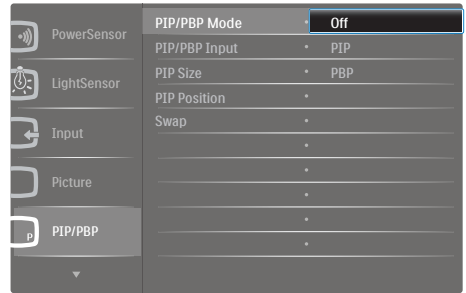 PowerSensor
LightSensor
Input
Picture
P PIP/PBP
PIP/PBP Mode • Off
PIP/PBP Input • PIP
PIP Size • PBP
PIP Position •
Swap •
•
•
•
•
•